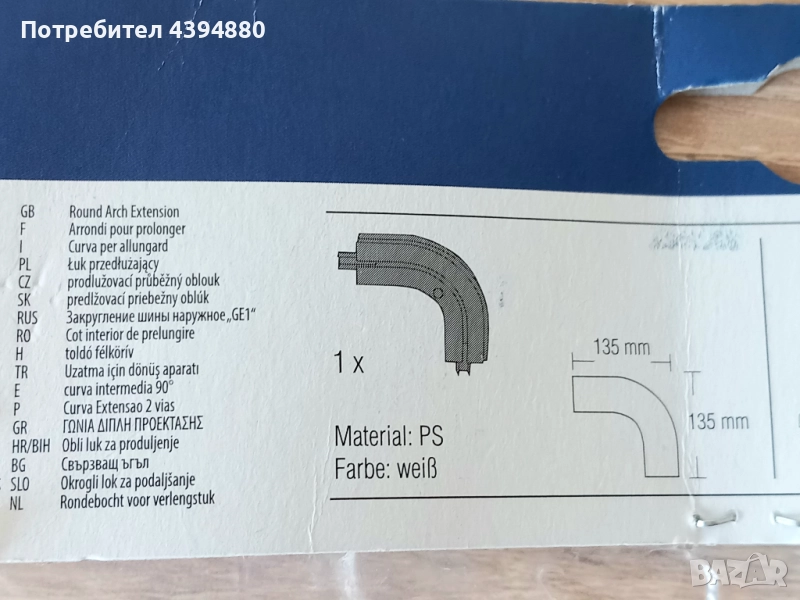 Потребител 4394880
GB Round Arch Extension
F Arrondi pour prolonger
I Curva per allungard
PL Łuk przedłużający
CZ prodlužovací průběžný oblouk
SK predlžovací priebežny oblúk
RUS Закругление шины наружное „GE1"
RO Cot interior de prelungire
H toldó félkörív
TR Uzatma için dönüş aparatı
E curva intermedia 90°
P Curva Extensao 2 vias
GR ΓΩΝΙΑ ΔΙΠΛΗ ΠΡΟΕΚΤΑΣΗΣ
HR/BIH Obli luk za produljenje
BG Свързващ ъгъл
SLO Okrogli lok za podaljšanje
NL Rondebocht voor verlengstuk
1 x
Material: PS
Farbe: weiß
135 mm
135 mm
BAZAR